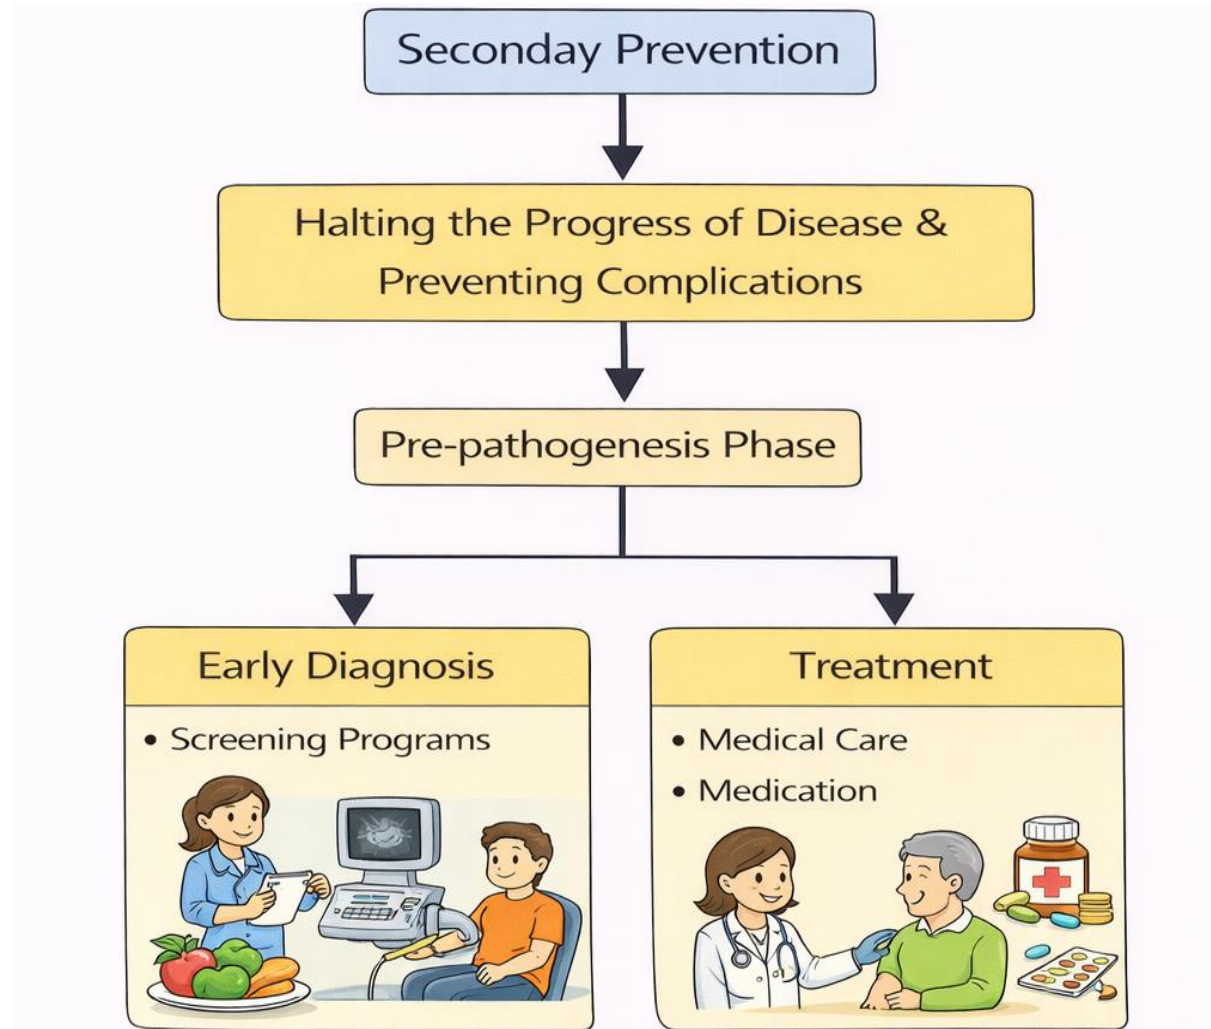 Seconday Prevention
Halting the Progress of Disease &
Preventing Complications
Pre-pathogenesis Phase
Early Diagnosis
• Screening Programs
Treatment
• Medical Care
• Medication